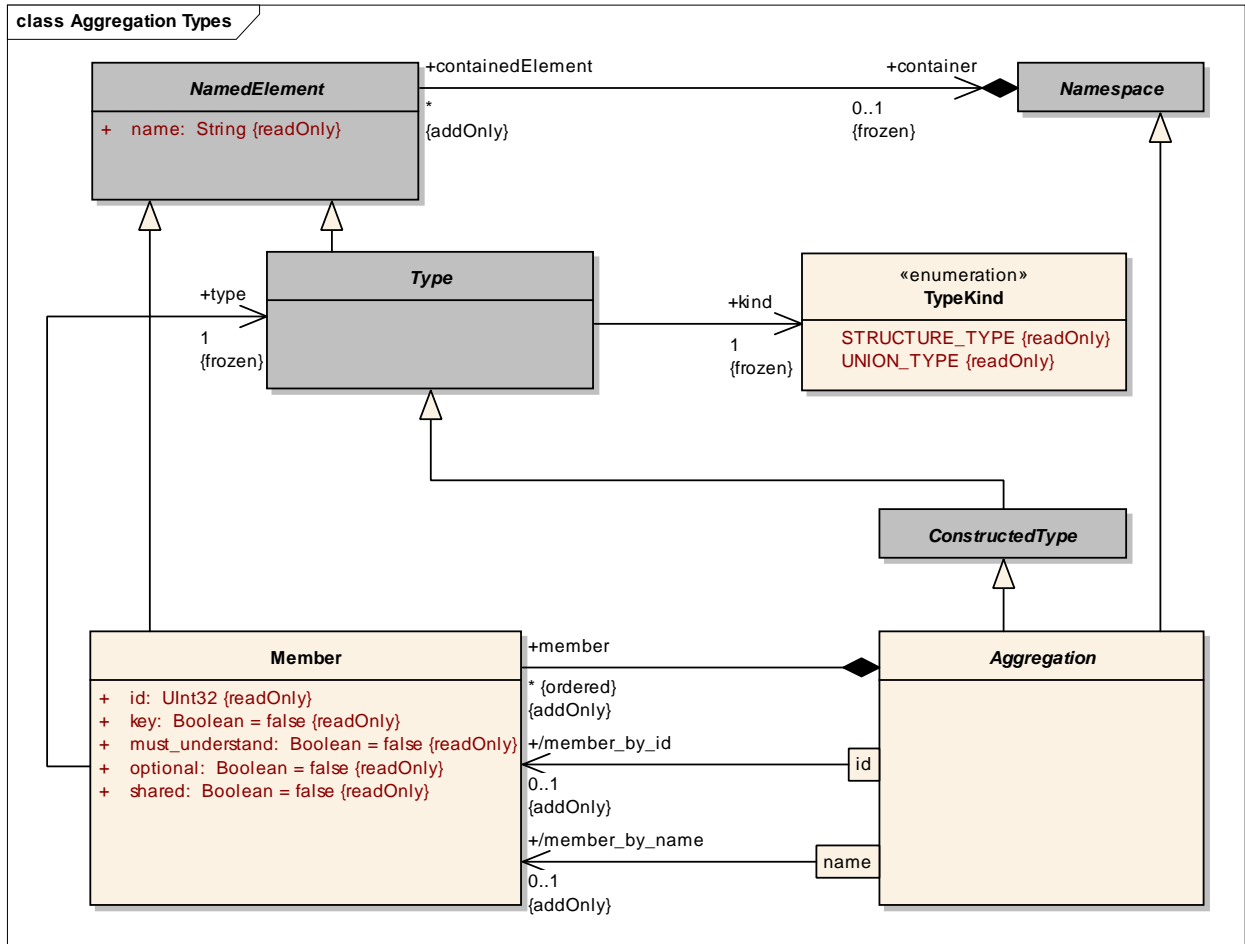 class Aggregation Types
NamedElement
+ name: String {readOnly}
+containedElement
*
{addOnly}
+container
0..1
{frozen}
Namespace
Type
+type
1
{frozen}
+kind
1
{frozen}
«enumeration»
TypeKind
STRUCTURE_TYPE {readOnly}
UNION_TYPE {readOnly}
ConstructedType
Member
+ id: UInt32 {readOnly}
+ key: Boolean = false {readOnly}
+ must_understand: Boolean = false {readOnly}
+ optional: Boolean = false {readOnly}
+ shared: Boolean = false {readOnly}
+member
* {ordered}
{addOnly}
+/member_by_id
0..1
{addOnly}
+/member_by_name
0..1
{addOnly}
id
name
Aggregation